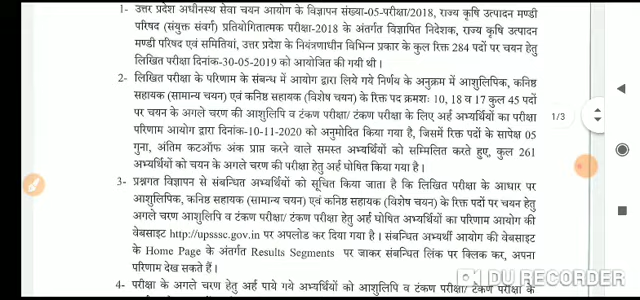 1- उत्तर प्रदेश अधीनस्थ सेवा चयन आयोग के विज्ञापन संख्या-05-परीक्षा/2018, राज्य कृषि उत्पादन मण्डी
परिषद (संयुक्त संवर्ग) प्रतियोगितात्मक परीक्षा-2018 के अंतर्गत विज्ञापित निदेशक, राज्य कृषि उत्पादन
मण्डी परिषद एवं समितियां, उत्तर प्रदेश के नियंत्रणाधीन विभिन्न प्रकार के कुल रिक्त 284 पदों पर चयन हेतु
लिखित परीक्षा दिनांक-30-05-2019 को आयोजित की गयी थी ।
2- लिखित परीक्षा के परिणाम के संबन्ध में आयोग द्वारा लिये गये निर्णय के अनुक्रम में आशुलिपिक, कनिष्ठ
सहायक (सामान्य चयन) एवं कनिष्ठ सहायक (विशेष चयन) के रिक्त पद क्रमशः 10, 18 व 17 कुल 45 पदों
पर चयन के अगले चरण की आशुलिपि व टंकण परीक्षा/ टंकण परीक्षा के लिए अर्ह अभ्यर्थियों का परीक्षा
परिणाम आयोग द्वारा दिनांक-10-11-2020 को अनुमोदित किया गया है, जिसमें रिक्त पदों के सापेक्ष 05
गुना, अंतिम कटऑफ अंक प्राप्त करने वाले समस्त अभ्यर्थियों को सम्मिलित करते हुए, कुल 261
अभ्यर्थियों को चयन के अगले चरण की परीक्षा हेतु अर्ह घोषित किया गया है ।
3- प्रश्नगत विज्ञापन से संबन्धित अभ्यर्थियों को सूचित किया जाता है कि लिखित परीक्षा के आधार पर
आशुलिपिक, कनिष्ठ सहायक (सामान्य चयन) एवं कनिष्ठ सहायक (विशेष चयन) के रिक्त पदों पर चयन हेतु
अगले चरण आशुलिपि व टंकण परीक्षा/ टंकण परीक्षा हेतु अर्ह घोषित अभ्यर्थियों का परिणाम आयोग की
वेबसाइट http://upsssc.gov.in पर अपलोड कर दिया गया है । संबन्धित अभ्यर्थी आयोग की वेबसाइट
के Home Page के अंतर्गत Results Segments पर जाकर संबन्धित लिंक पर क्लिक कर, अपना
परिणाम देख सकते हैं ।
4- परीक्षा के अगले चरण हेतु अर्ह पाये गये अभ्यर्थियों को आशुलिपि व टंकण परीक्षा/ टंकण परीक्षा के
1/3
DU RECORDER